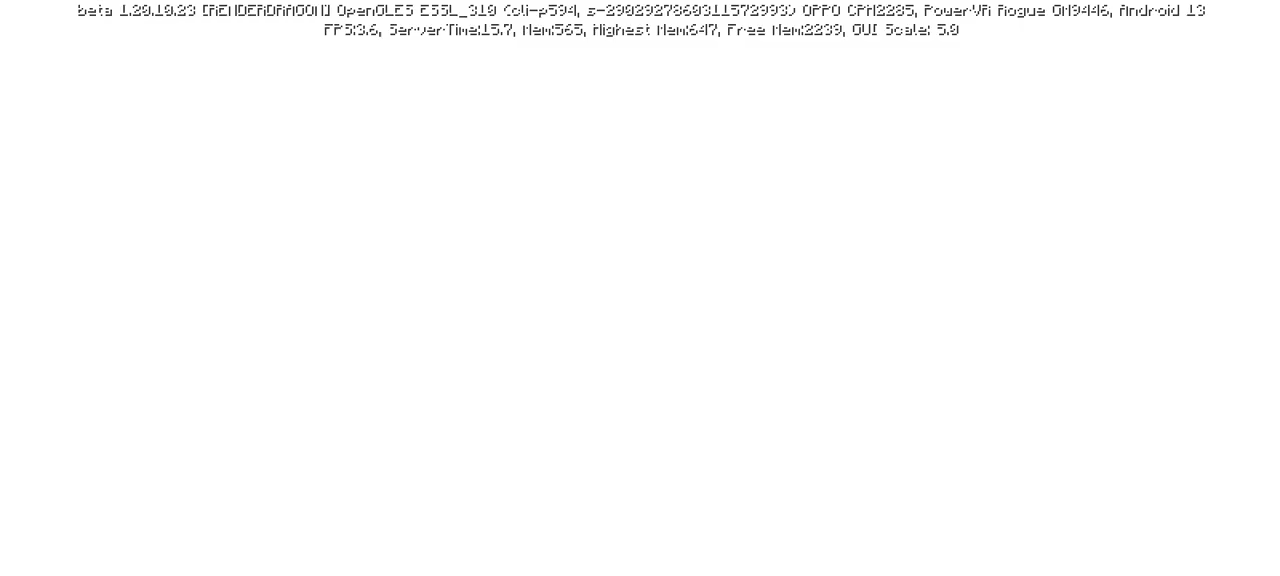 beta 1.20.10.23 [RENDERDRAGON] OpenGLES ESSL_310 (cli-p594, s-2902927860311572993) OPPO CPH2285, PowerVR Rogue GM9446, Android 13
FPS:3.6, ServerTime:15.7, Mem:565, Highest Mem:647, Free Mem:2239, GUI Scale: 5.0